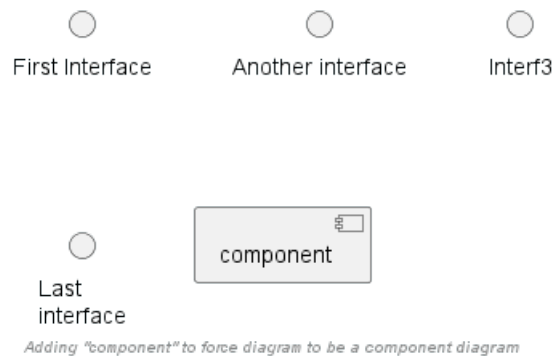 First Interface
Another interface
Interf3
component
Last
interface
Adding "component" to force diagram to be a component diagram